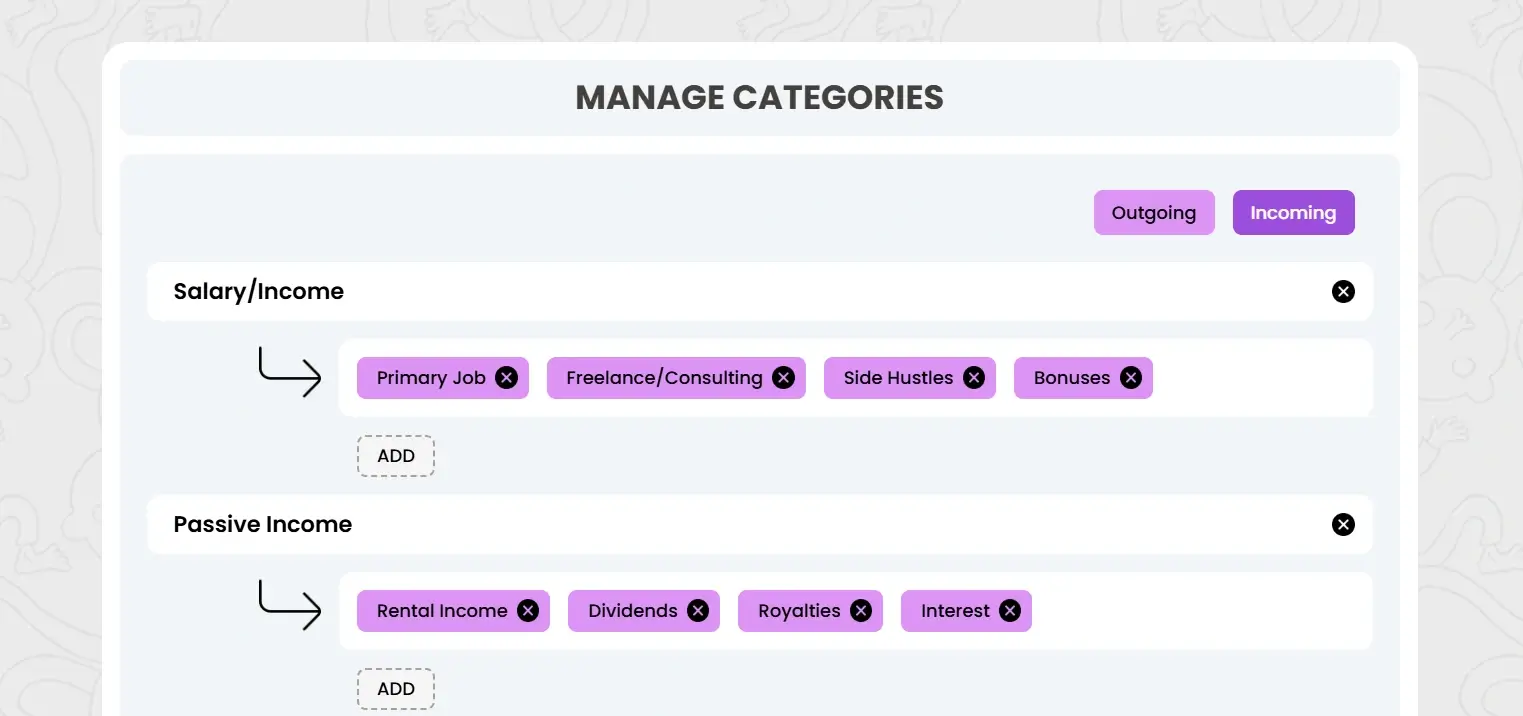 MANAGE CATEGORIES
Outgoing Incoming
Salary/Income
Primary Job Freelance/Consulting Side Hustles Bonuses
ADD
Passive Income
Rental Income Dividends Royalties Interest
ADD